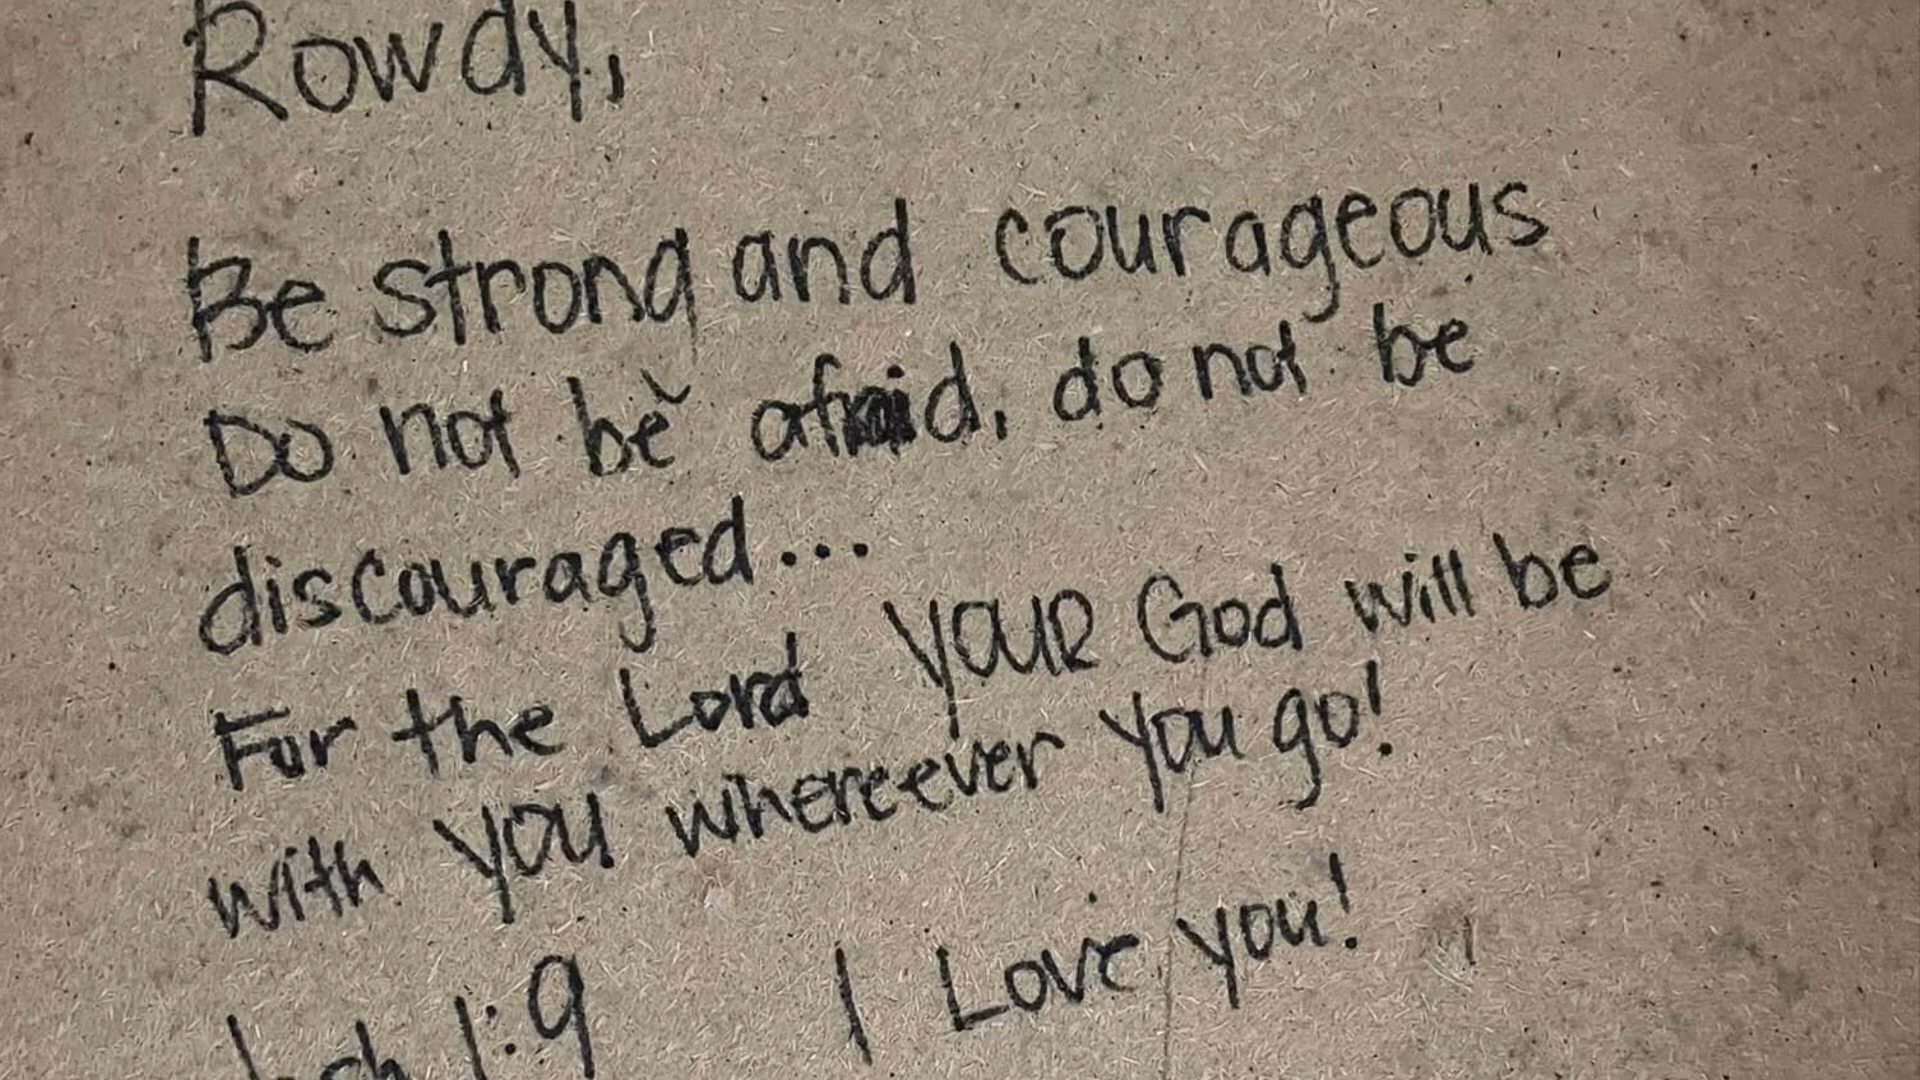 Rowdy,
Be strong and courageous
Do not be afraid, do not be
discouraged...
For the Lord YOUR God will be
with you whereever you go!
1:9 I Love you!